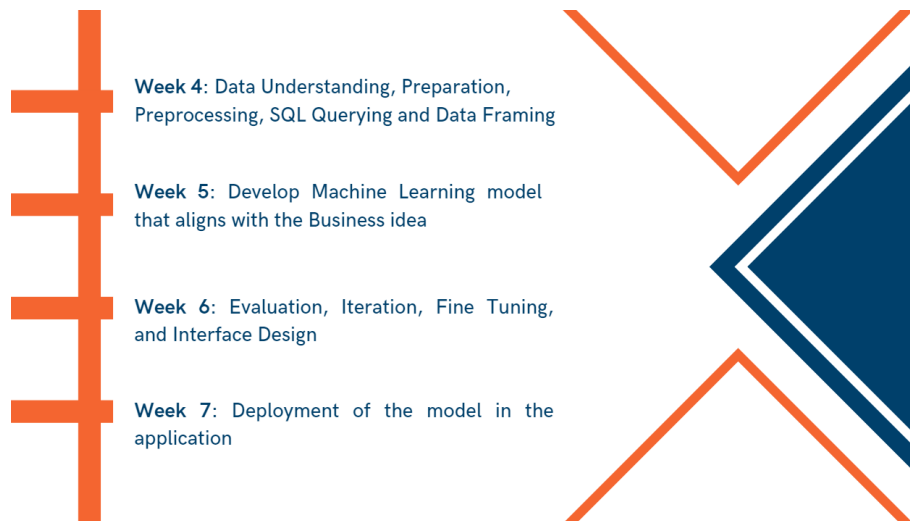 Week 4: Data Understanding, Preparation,
Preprocessing, SQL Querying and Data Framing
Week 5: Develop Machine Learning model
that aligns with the Business idea
Week 6: Evaluation, Iteration, Fine Tuning,
and Interface Design
Week 7: Deployment of the model in the
application